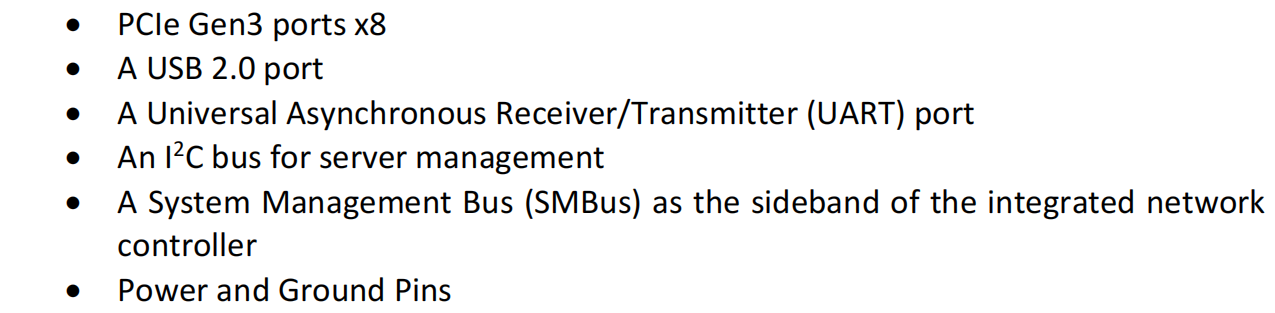 • PCIe Gen3 ports x8
• A USB 2.0 port
• A Universal Asynchronous Receiver/Transmitter (UART) port
• An I²C bus for server management
• A System Management Bus (SMBus) as the sideband of the integrated network
controller
• Power and Ground Pins